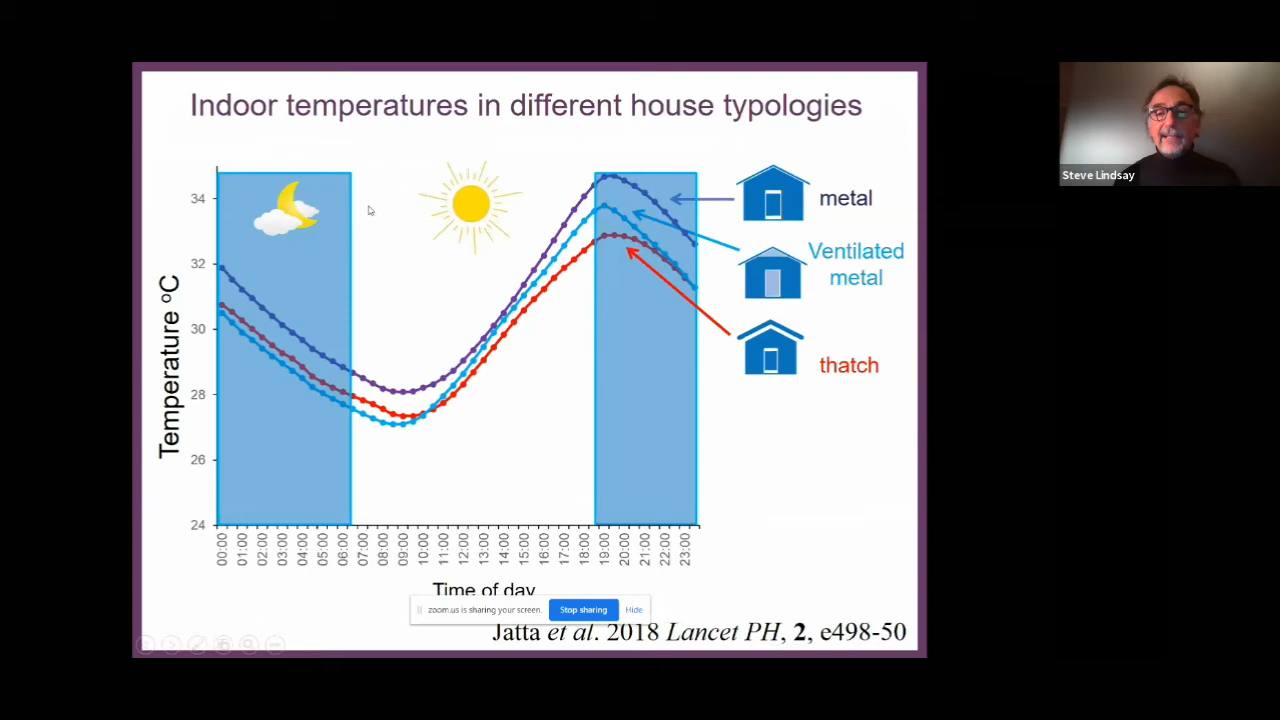 Indoor temperatures in different house typologies
34
32
30
28
26
24
Temperature ºC
00:00
01:00
02:00
03:00
04:00
05:00
06:00
07:00
08:00
09:00
10:00
11:00
12:00
13:00
14:00
15:00
16:00
17:00
18:00
19:00
20:00
21:00
22:00
23:00
Time of day
metal
Ventilated
metal
thatch
zoom.us is sharing your screen.
Stop sharing
Hide
Jatta et al. 2018 Lancet PH, 2, e498-50
Steve Lindsay